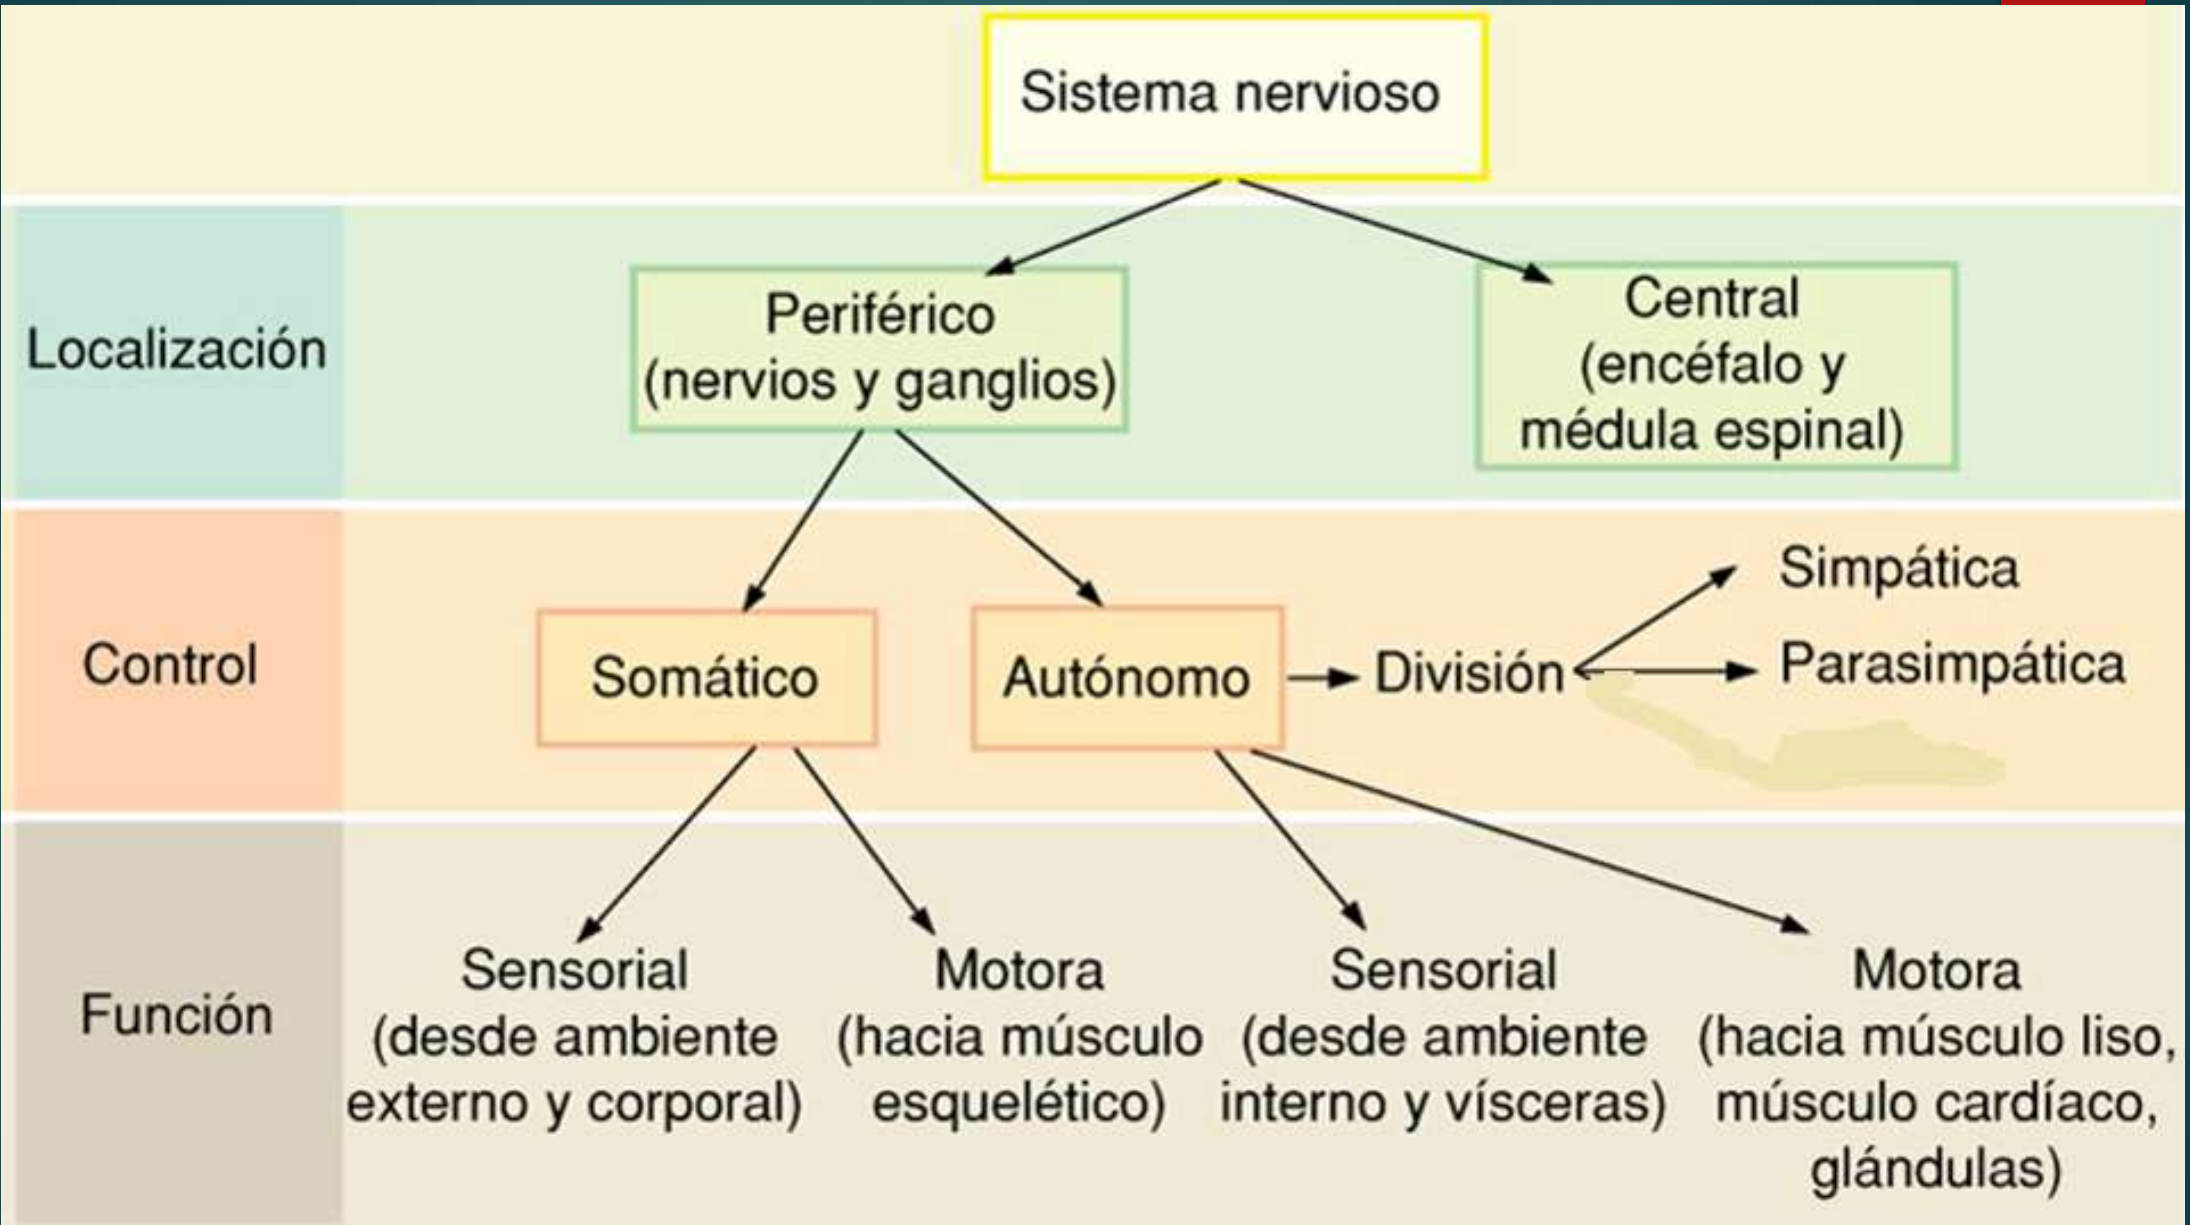 Sistema nervioso
Localización
Periférico
(nervios y ganglios)
Central
(encéfalo y
médula espinal)
Control
Somático
Autónomo
División
Simpática
Parasimpática
Función
Sensorial
(desde ambiente
externo y corporal)
Motora
(hacia músculo
esquelético)
Sensorial
(desde ambiente
interno y vísceras)
Motora
(hacia músculo liso,
músculo cardíaco,
glándulas)